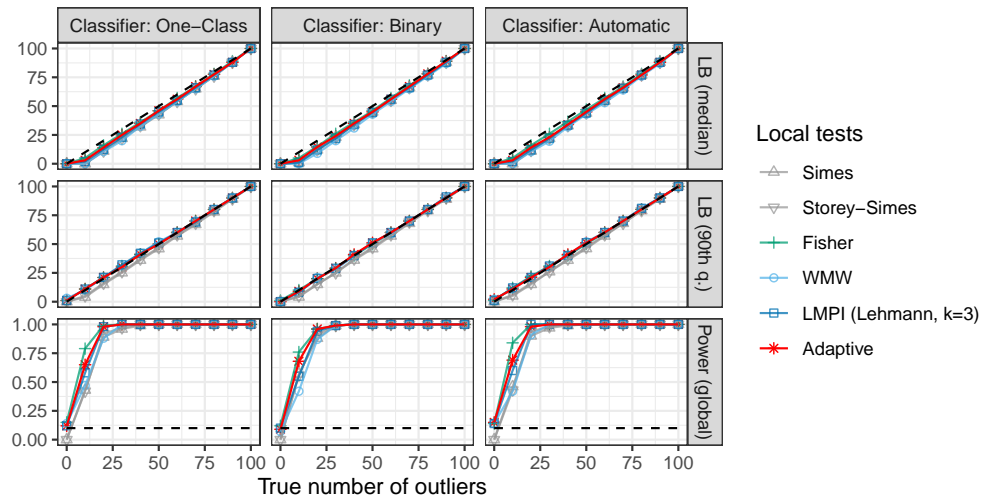 Classifier: One−Class
Classifier: Binary
Classifier: Automatic
100
75
50
25
0
LB (median)
100
75
50
25
0
LB (90th q.)
1.00
0.75
0.50
0.25
0.00
Power (global)
0 25 50 75 100
0 25 50 75 100
0 25 50 75 100
True number of outliers
Local tests
Simes
Storey−Simes
Fisher
WMW
LMPI (Lehmann, k=3)
Adaptive